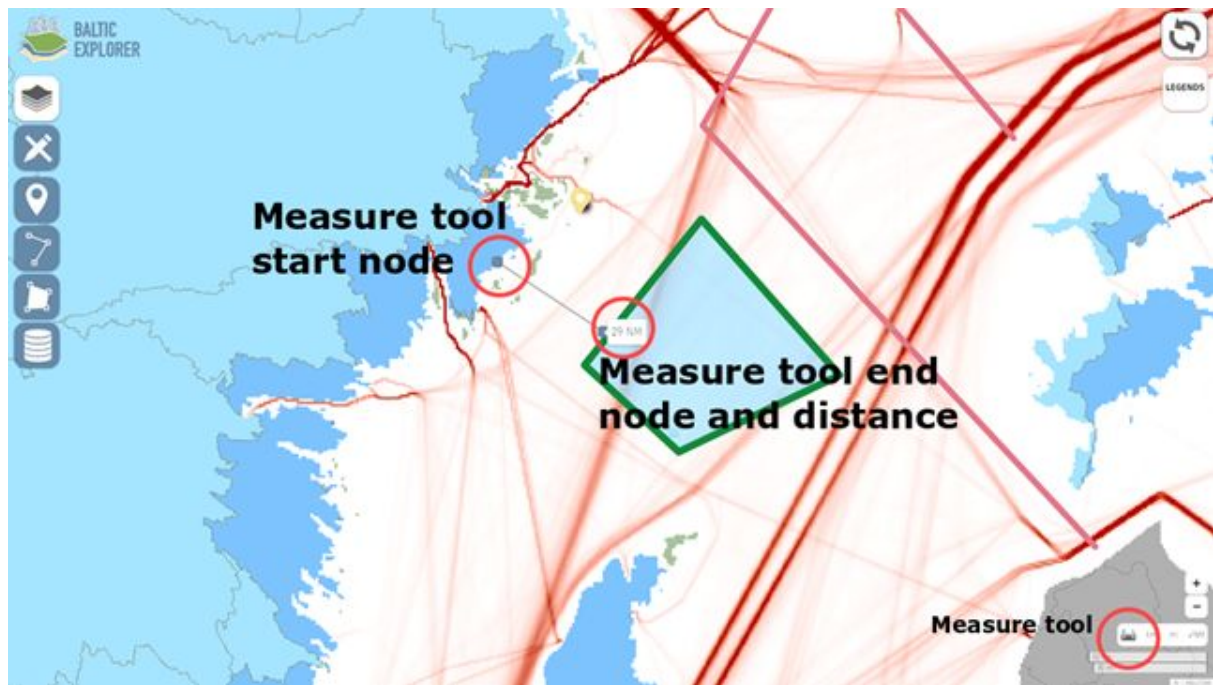 BALTIC
EXPLORER
LEGENDS
Measure tool
start node
29 NM
Measure tool end
node and distance
+
−
Measure tool